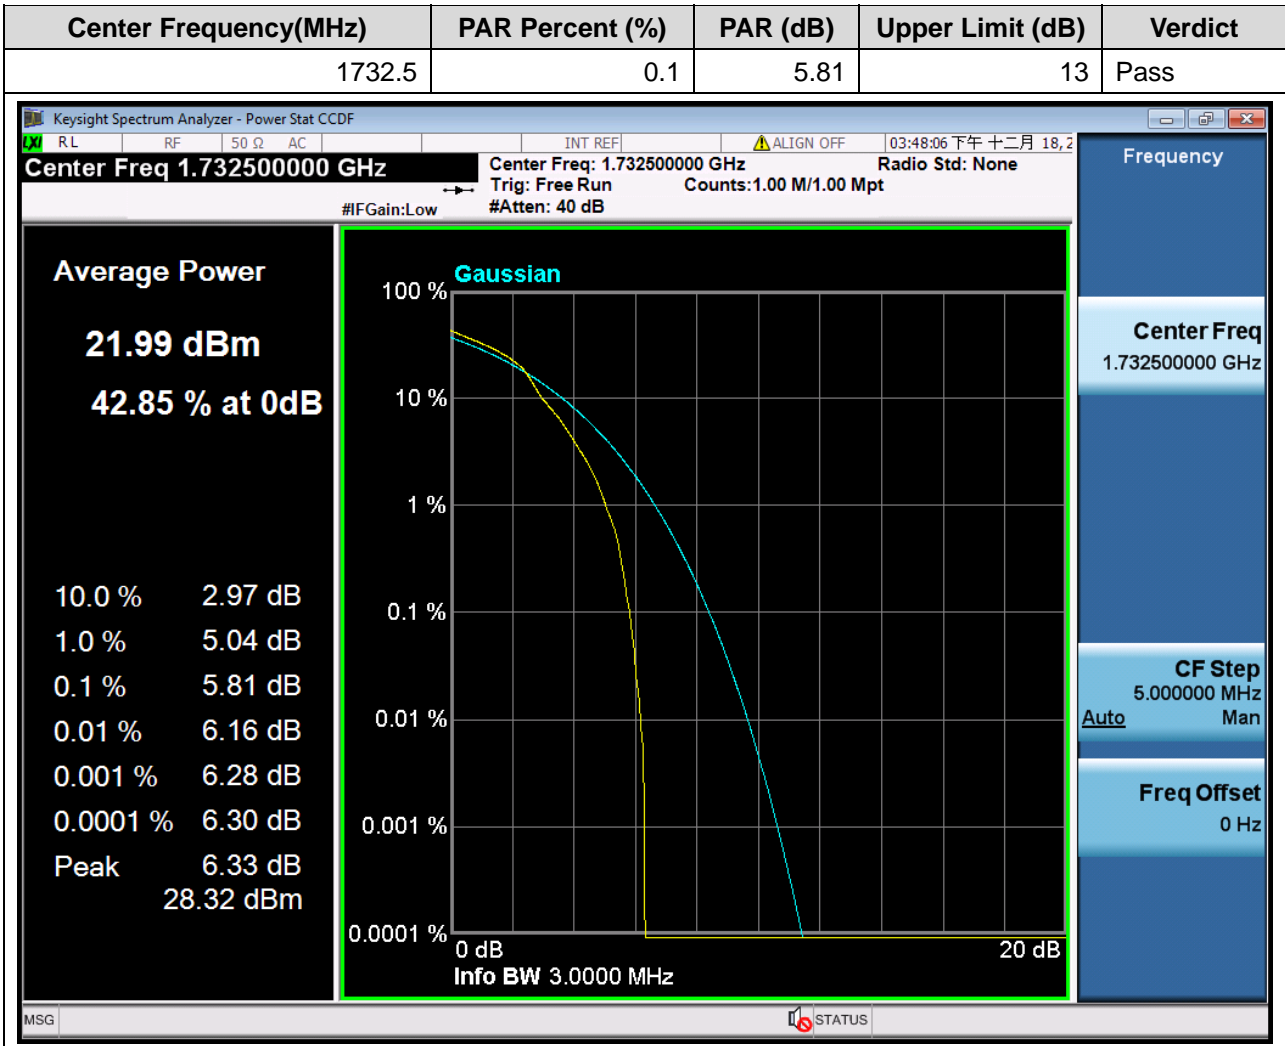 Center Frequency(MHz) PAR Percent (%) PAR (dB) Upper Limit (dB) Verdict
1732.5 0.1 5.81 13 Pass
Keysight Spectrum Analyzer - Power Stat CCDF
LXI RL RF 50 Ω AC INT REF ALIGN OFF 03:48:06 下午 十二月 18, 2
Center Freq 1.732500000 GHz
Center Freq: 1.732500000 GHz Radio Std: None
Trig: Free Run Counts:1.00 M/1.00 Mpt
#IFGain:Low #Atten: 40 dB
Average Power
21.99 dBm
42.85 % at 0dB
10.0 % 2.97 dB
1.0 % 5.04 dB
0.1 % 5.81 dB
0.01 % 6.16 dB
0.001 % 6.28 dB
0.0001 % 6.30 dB
Peak 6.33 dB
28.32 dBm
Gaussian
100 %
10 %
1 %
0.1 %
0.01 %
0.001 %
0.0001 %
0 dB 20 dB
Info BW 3.0000 MHz
Frequency
Center Freq
1.732500000 GHz
CF Step
5.000000 MHz
Auto Man
Freq Offset
0 Hz
MSG STATUS